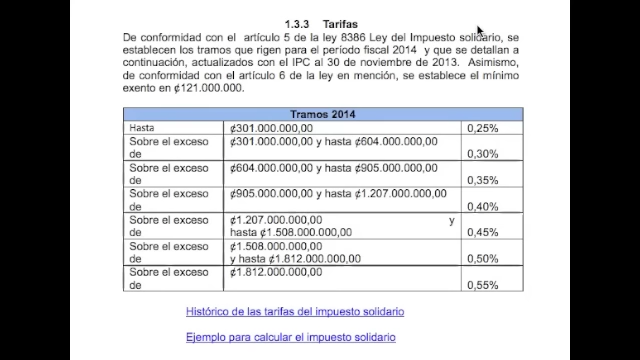 1.3.3 Tarifas
De conformidad con el artículo 5 de la ley 8386 Ley del Impuesto solidario, se
establecen los tramos que rigen para el período fiscal 2014 y que se detallan a
continuación, actualizados con el IPC al 30 de noviembre de 2013. Asimismo,
de conformidad con el artículo 6 de la ley en mención, se establece el mínimo
exento en ₡121.000.000.
Tramos 2014
Hasta ₡301.000.000,00 0,25%
Sobre el exceso ₡301.000.000,00 y hasta ₡604.000.000,00
de 0,30%
Sobre el exceso ₡604.000.000,00 y hasta ₡905.000.000,00
de 0,35%
Sobre el exceso ₡905.000.000,00 y hasta ₡1.207.000.000,00
de 0,40%
Sobre el exceso ₡1.207.000.000,00 y
de hasta ₡1.508.000.000,00 0,45%
Sobre el exceso ₡1.508.000.000,00
de y hasta ₡1.812.000.000,00 0,50%
Sobre el exceso ₡1.812.000.000,00
de 0,55%
Histórico de las tarifas del impuesto solidario
Ejemplo para calcular el impuesto solidario